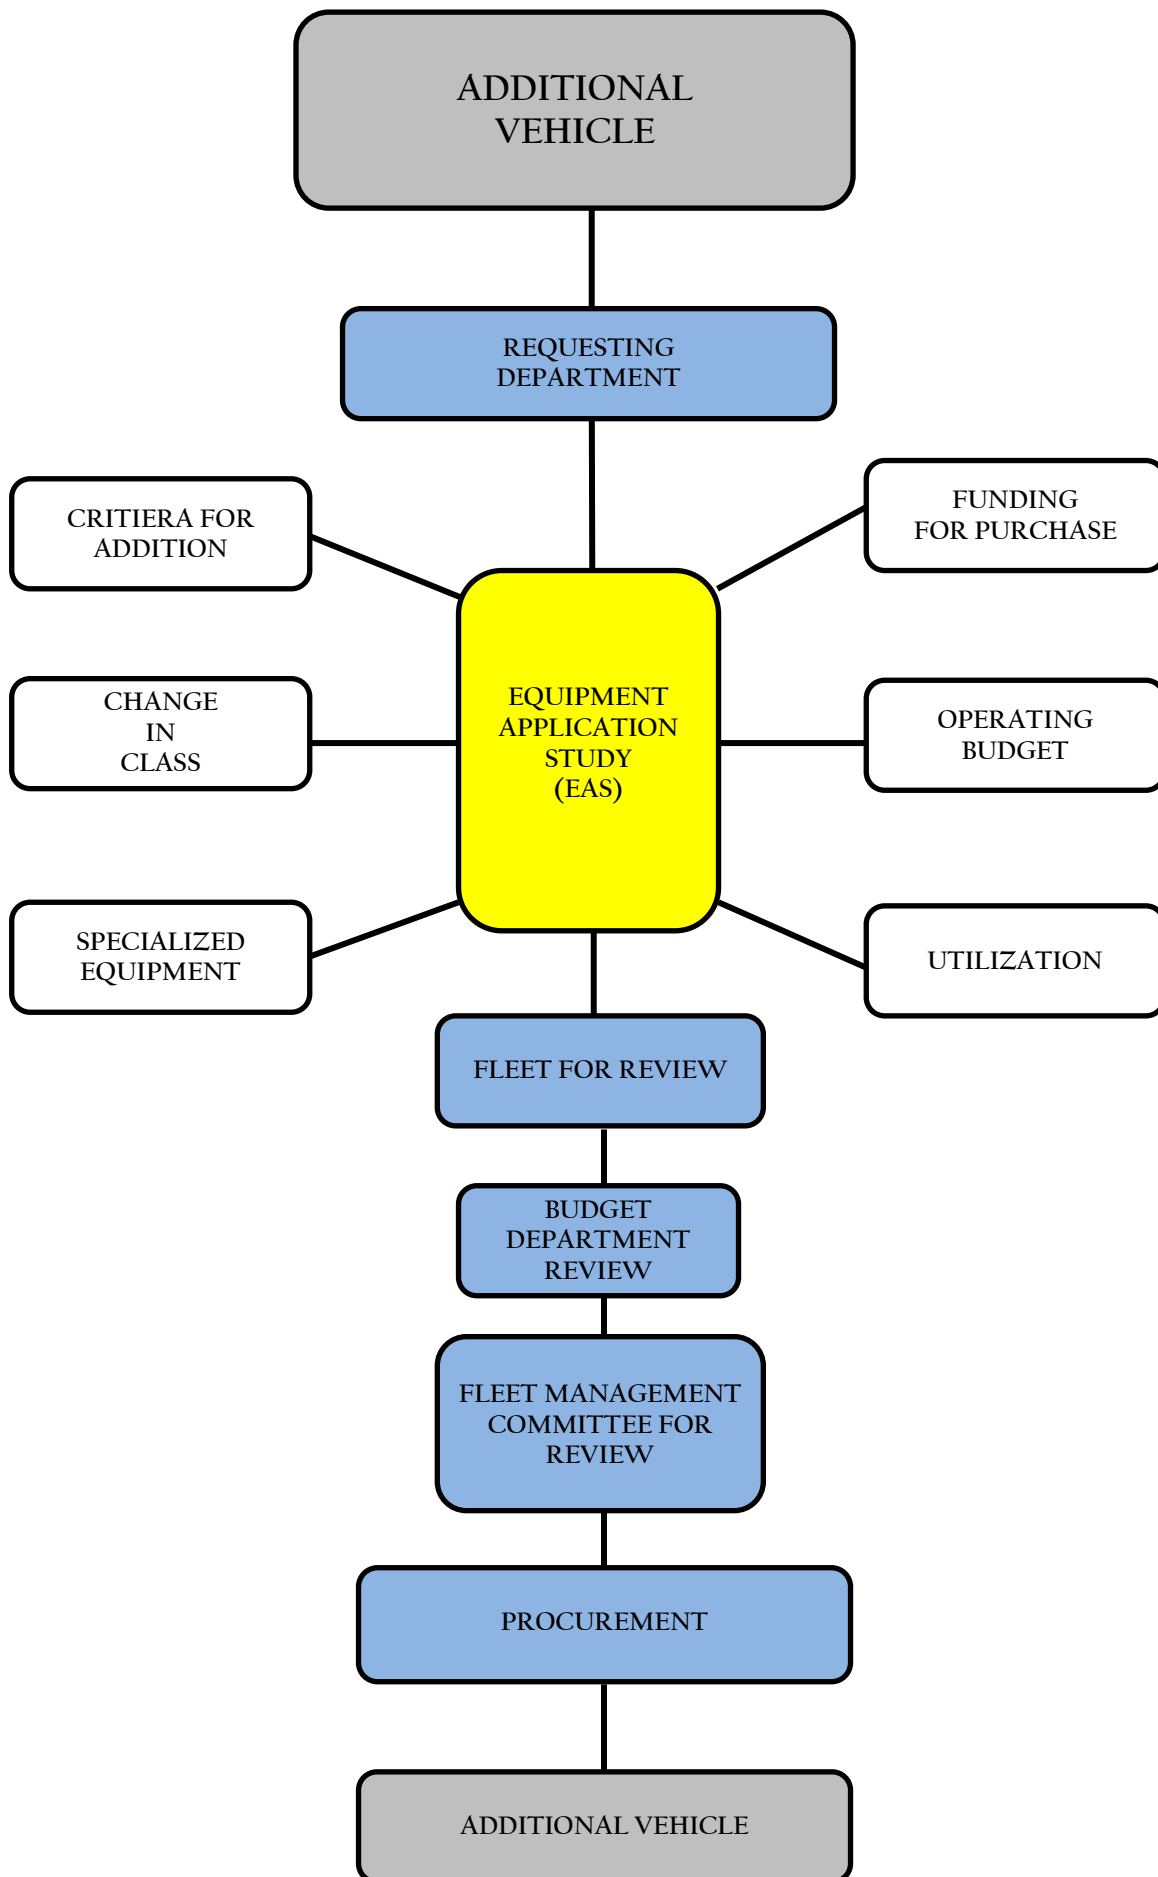 ADDITIONAL
VEHICLE
REQUESTING
DEPARTMENT
CRITIERA FOR
ADDITION
FUNDING
FOR PURCHASE
CHANGE
IN
CLASS
EQUIPMENT
APPLICATION
STUDY
(EAS)
OPERATING
BUDGET
SPECIALIZED
EQUIPMENT
UTILIZATION
FLEET FOR REVIEW
BUDGET
DEPARTMENT
REVIEW
FLEET MANAGEMENT
COMMITTEE FOR
REVIEW
PROCUREMENT
ADDITIONAL VEHICLE